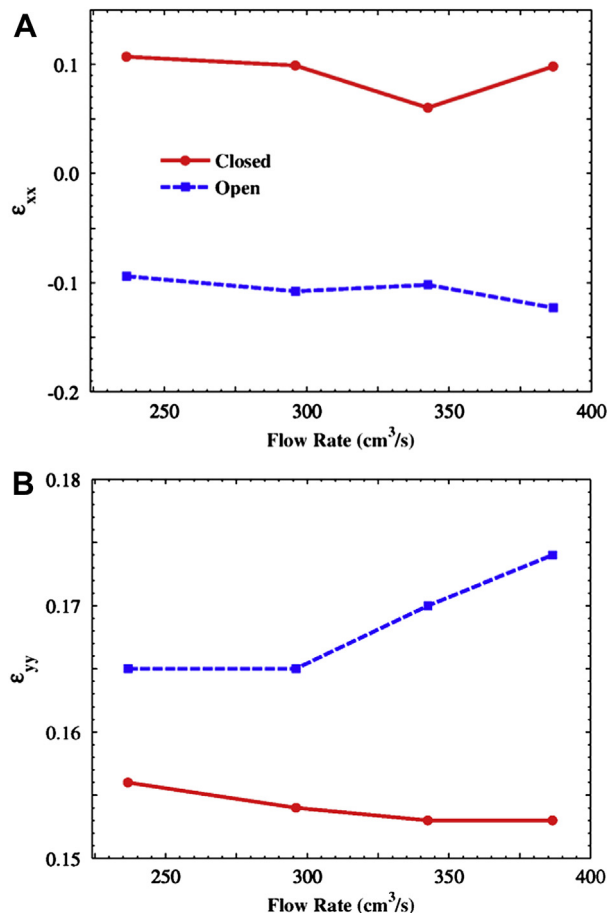 A
0.1
0.0
-0.1
-0.2
εxx
Closed
Open
250
300
350
400
Flow Rate (cm³/s)
B
0.18
0.17
0.16
0.15
εyy
250
300
350
400
Flow Rate (cm³/s)